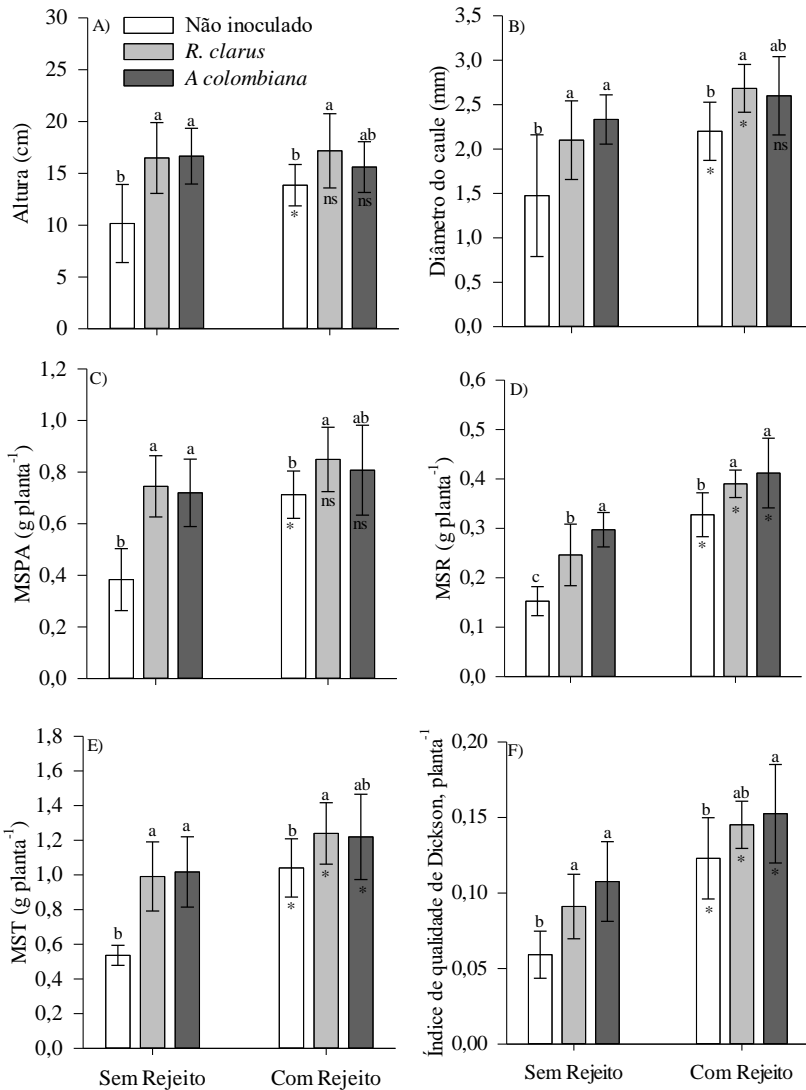 A)
Não inoculado
R. clarus
A colombiana
Altura (cm)
30
25
20
15
10
5
0
b a a
b a ab
* ns ns
B)
Diâmetro do caule (mm)
3,5
3,0
2,5
2,0
1,5
1,0
0,5
0,0
b a a
b a ab
* * ns
C)
MSPA (g planta-1)
1,2
1,0
0,8
0,6
0,4
0,2
0,0
b a a
b a ab
* ns ns
D)
MSR (g planta-1)
0,6
0,5
0,4
0,3
0,2
0,1
0,0
c b a
b a a
* * *
E)
MST (g planta-1)
1,8
1,6
1,4
1,2
1,0
0,8
0,6
0,4
0,2
0,0
b a a
b a ab
* * *
Sem Rejeito Com Rejeito
F)
Índice de qualidade de Dickson, planta-1
0,20
0,15
0,10
0,05
0,00
b a a
b ab a
* * *
Sem Rejeito Com Rejeito